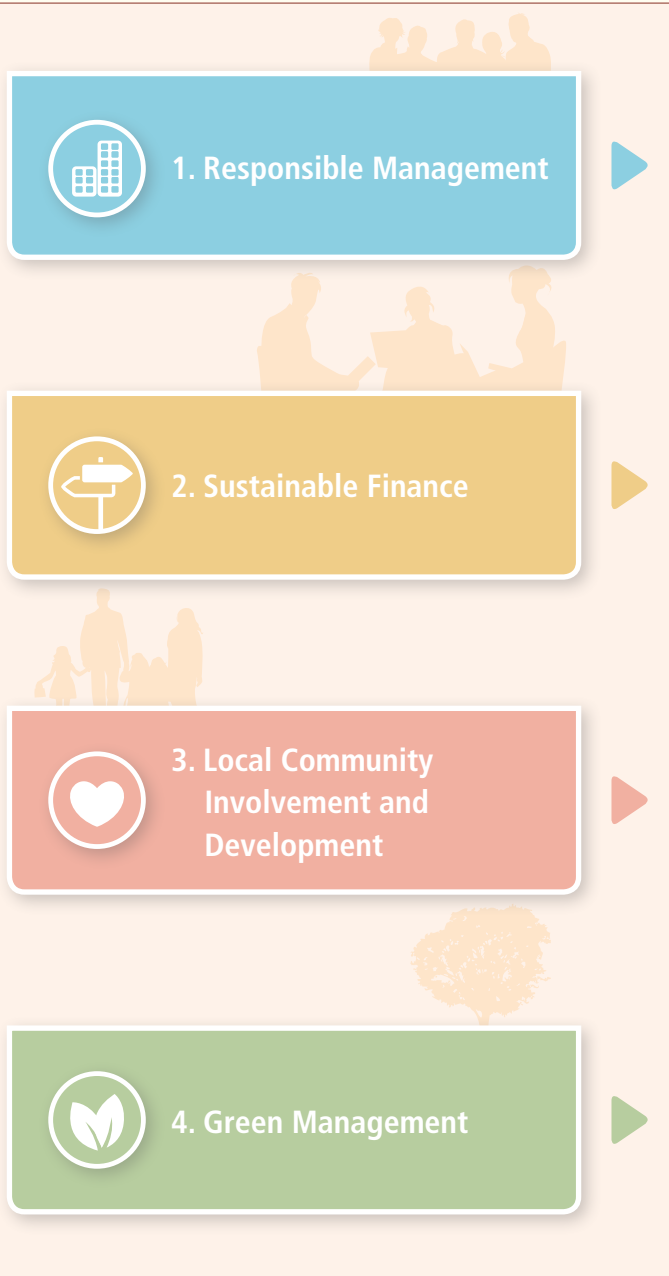 1. Responsible Management
2. Sustainable Finance
3. Local Community
Involvement and
Development
4. Green Management